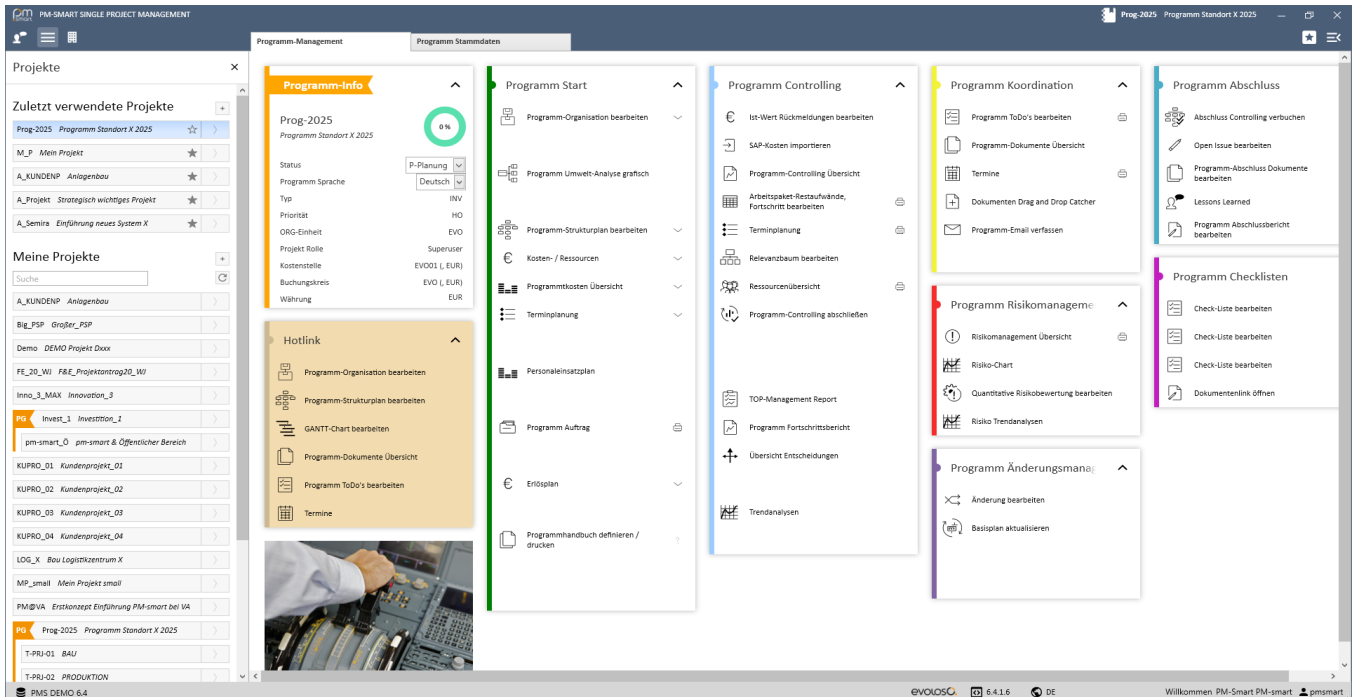 pm smart PM-SMART SINGLE PROJECT MANAGEMENT
Prog-2025 Programm Standort X 2025
Programm-Management
Programm Stammdaten
Projekte
Zuletzt verwendete Projekte
Prog-2025 Programm Standort X 2025
M_P Mein Projekt
A_KUNDENP Anlagenbau
A_Projekt Strategisch wichtiges Projekt
A_Semira Einführung neues System X
Meine Projekte
Suche
A_KUNDENP Anlagenbau
Big_PSP Großer_PSP
Demo DEMO Projekt Dxxx
FE_20_WJ F&E_Projektantrag20_WJ
Inno_3_MAX Innovation_3
PG Invest_1 Investition_1
pm-smart_Ö pm-smart & Öffentlicher Bereich
KUPRO_01 Kundenprojekt_01
KUPRO_02 Kundenprojekt_02
KUPRO_03 Kundenprojekt_03
KUPRO_04 Kundenprojekt_04
LOG_X Bau Logistikzentrum X
MP_small Mein Projekt small
PM@VA Erstkonzept Einführung PM-smart bei VA
PG Prog-2025 Programm Standort X 2025
T-PRJ-01 BAU
T-PRJ-02 PRODUKTION
Programm-Info
Prog-2025
Programm Standort X 2025
0 %
Status P-Planung
Programm Sprache Deutsch
Typ INV
Priorität HO
ORG-Einheit EVO
Projekt Rolle Superuser
Kostenstelle EVO01 (, EUR)
Buchungskreis EVO (, EUR)
Währung EUR
Hotlink
Programm-Organisation bearbeiten
Programm-Strukturplan bearbeiten
GANTT-Chart bearbeiten
Programm-Dokumente Übersicht
Programm ToDo's bearbeiten
Termine
Programm Start
Programm-Organisation bearbeiten
Programm Umwelt-Analyse grafisch
Programm-Strukturplan bearbeiten
Kosten- / Ressourcen
Programmtkosten Übersicht
Terminplanung
Personaleinsatzplan
Programm Auftrag
Erlösplan
Programmhandbuch definieren /
drucken
Programm Controlling
Ist-Wert Rückmeldungen bearbeiten
SAP-Kosten importieren
Programm-Controlling Übersicht
Arbeitspaket-Restaufwände,
Fortschritt bearbeiten
Terminplanung
Relevanzbaum bearbeiten
Ressourcenübersicht
Programm-Controlling abschließen
TOP-Management Report
Programm Fortschrittsbericht
Übersicht Entscheidungen
Trendanalysen
Programm Koordination
Programm ToDo's bearbeiten
Programm-Dokumente Übersicht
Termine
Dokumenten Drag and Drop Catcher
Programm-Email verfassen
Programm Risikomanageme
Risikomanagement Übersicht
Risiko-Chart
Quantitative Risikobewertung bearbeiten
Risiko Trendanalysen
Programm Änderungsmanag
Änderung bearbeiten
Basisplan aktualisieren
Programm Abschluss
Abschluss Controlling verbuchen
Open Issue bearbeiten
Programm-Abschluss Dokumente
bearbeiten
Lessons Learned
Programm Abschlussbericht
bearbeiten
Programm Checklisten
Check-Liste bearbeiten
Check-Liste bearbeiten
Check-Liste bearbeiten
Dokumentenlink öffnen
PMS DEMO 6.4
evoloso. 6.4.1.6 DE
Willkommen PM-Smart PM-smart pmsmart